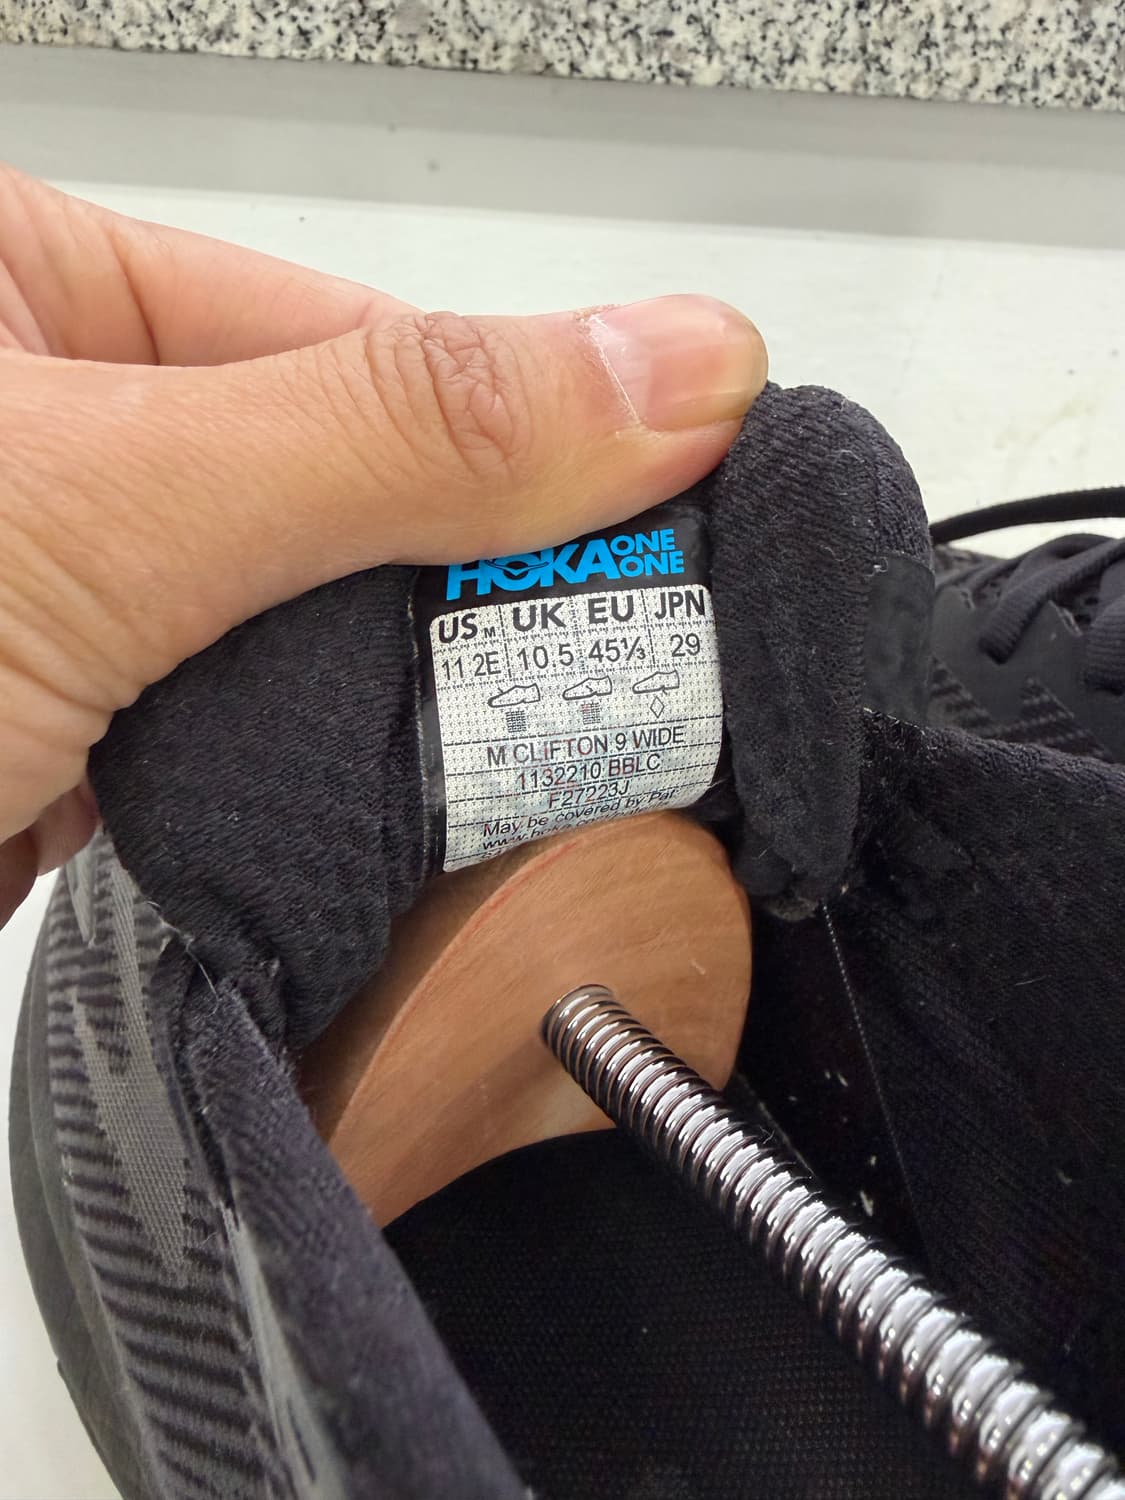 HOKA ONE ONE
US M UK EU JPN
11 2E 10 5 45⅓ 29
M CLIFTON 9 WIDE
1132210 BBLC
F27223J
May be covered by Pat